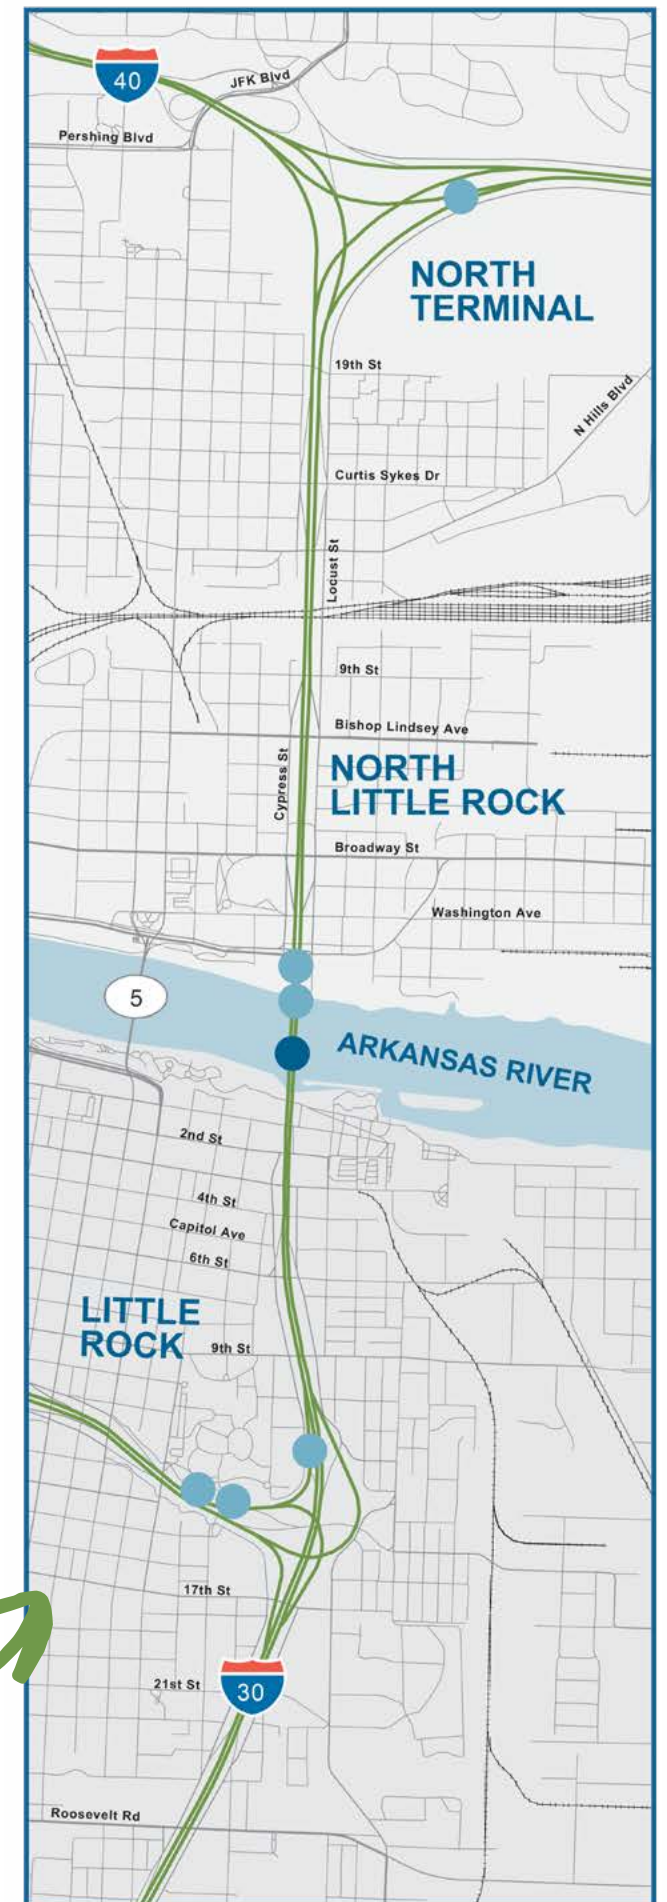 40
JFK Blvd
Pershing Blvd
NORTH
TERMINAL
19th St
N Hills Blvd
Curtis Sykes Dr
Locust St
9th St
Bishop Lindsey Ave
Cypress St
NORTH
LITTLE ROCK
Broadway St
Washington Ave
5
ARKANSAS RIVER
2nd St
4th St
Capitol Ave
6th St
LITTLE
ROCK
9th St
17th St
21st St
30
Roosevelt Rd